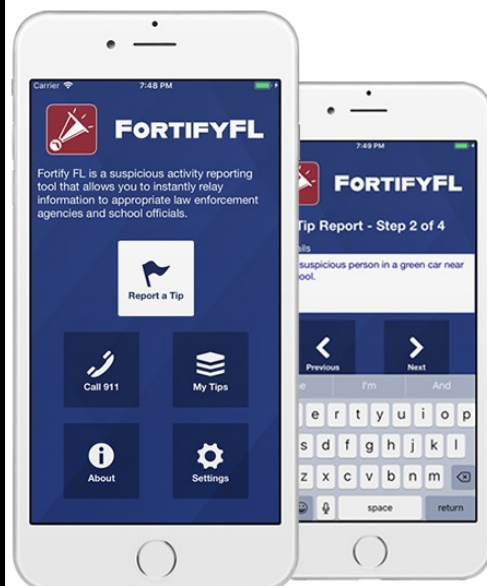 Carrier 7:48 PM
FORTIFYFL
Fortify FL is a suspicious activity reporting
tool that allows you to instantly relay
information to appropriate law enforcement
agencies and school officials.
Report a Tip
Call 911
My Tips
About
Settings
7:49 PM
FORTIFYFL
Tip Report - Step 2 of 4
suspicious person in a green car near
Previous
Next
I'm
And
e r t y u i o p
s d f g h j k l
z x c v b n m
space
return